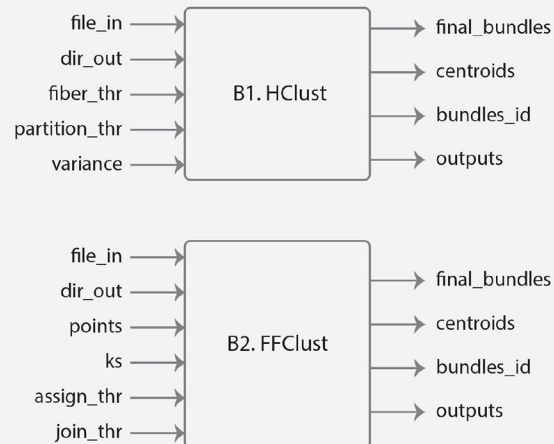 file_in
dir_out
fiber_thr
partition_thr
variance
B1. HClust
final_bundles
centroids
bundles_id
outputs
file_in
dir_out
points
ks
assign_thr
join_thr
B2. FFClust
final_bundles
centroids
bundles_id
outputs